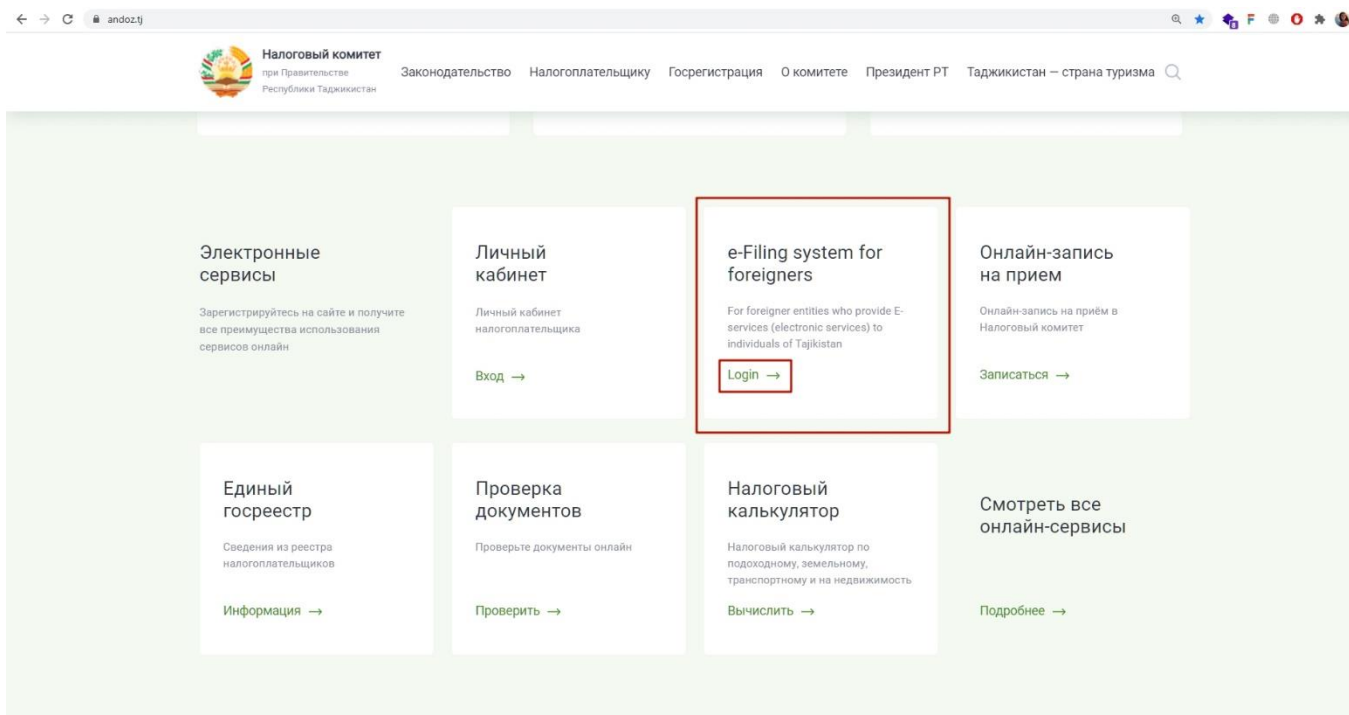 andoz.tj
Налоговый комитет
при Правительстве
Республики Таджикистан
Законодательство Налогоплательщику Госрегистрация О комитете Президент РТ Таджикистан — страна туризма
Электронные
сервисы
Зарегистрируйтесь на сайте и получите
все преимущества использования
сервисов онлайн
Личный
кабинет
Личный кабинет
налогоплательщика
Вход →
e-Filing system for
foreigners
For foreigner entities who provide E-
services (electronic services) to
individuals of Tajikistan
Login →
Онлайн-запись
на прием
Онлайн-запись на приём в
Налоговый комитет
Записаться →
Единый
госреестр
Сведения из реестра
налогоплательщиков
Информация →
Проверка
документов
Проверьте документы онлайн
Проверить →
Налоговый
калькулятор
Налоговый калькулятор по
подоходному, земельному,
транспортному и на недвижимость
Вычислить →
Смотреть все
онлайн-сервисы
Подробнее →